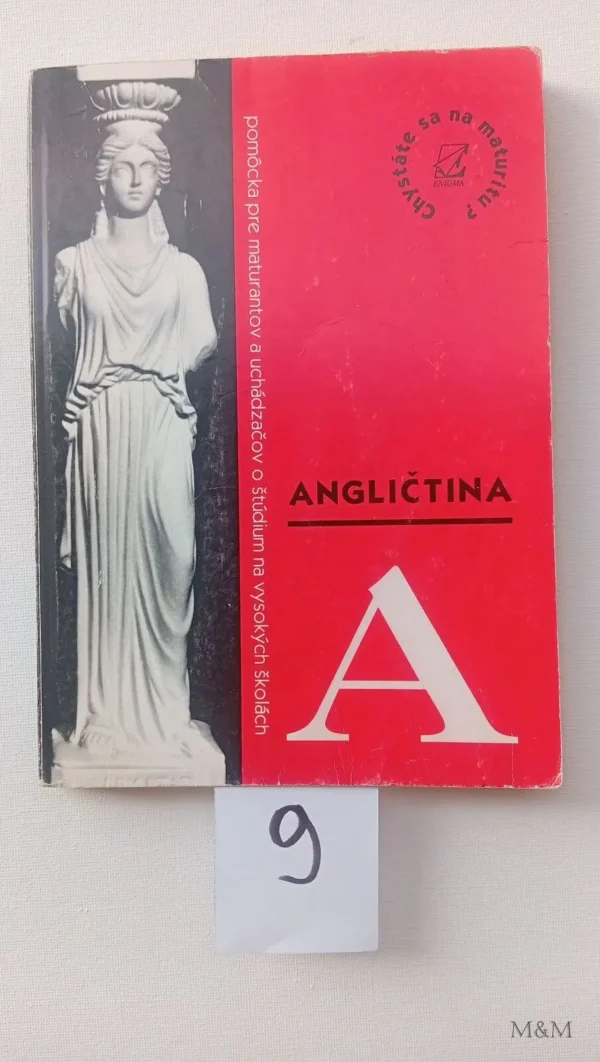 Chystáte sa na maturitu?
ENIGMA
pomôcka pre maturantov a uchádzačov o štúdium na vysokých školách
ANGLIČTINA
A
9
M&M